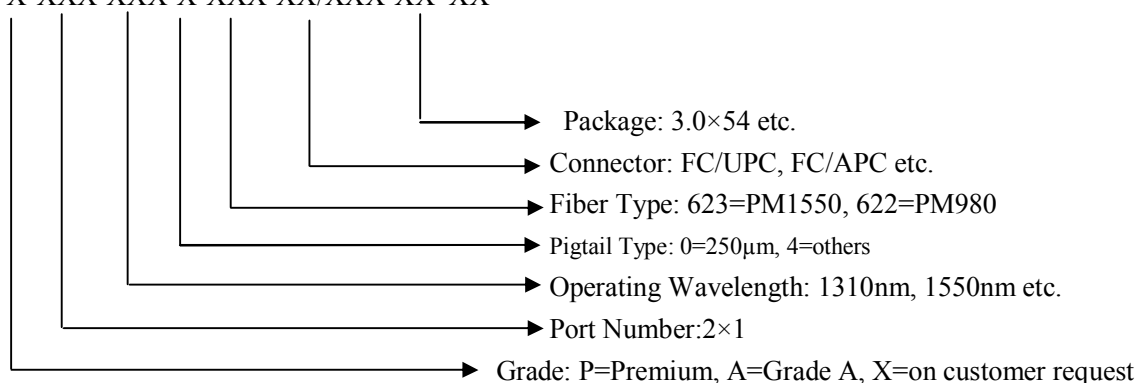 X-XXX-XXX-X-XXX-XX/XXX-XX*XX
Package: 3.0×54 etc.
Connector: FC/UPC, FC/APC etc.
Fiber Type: 623=PM1550, 622=PM980
Pigtail Type: 0=250μm, 4=others
Operating Wavelength: 1310nm, 1550nm etc.
Port Number:2×1
Grade: P=Premium, A=Grade A, X=on customer request